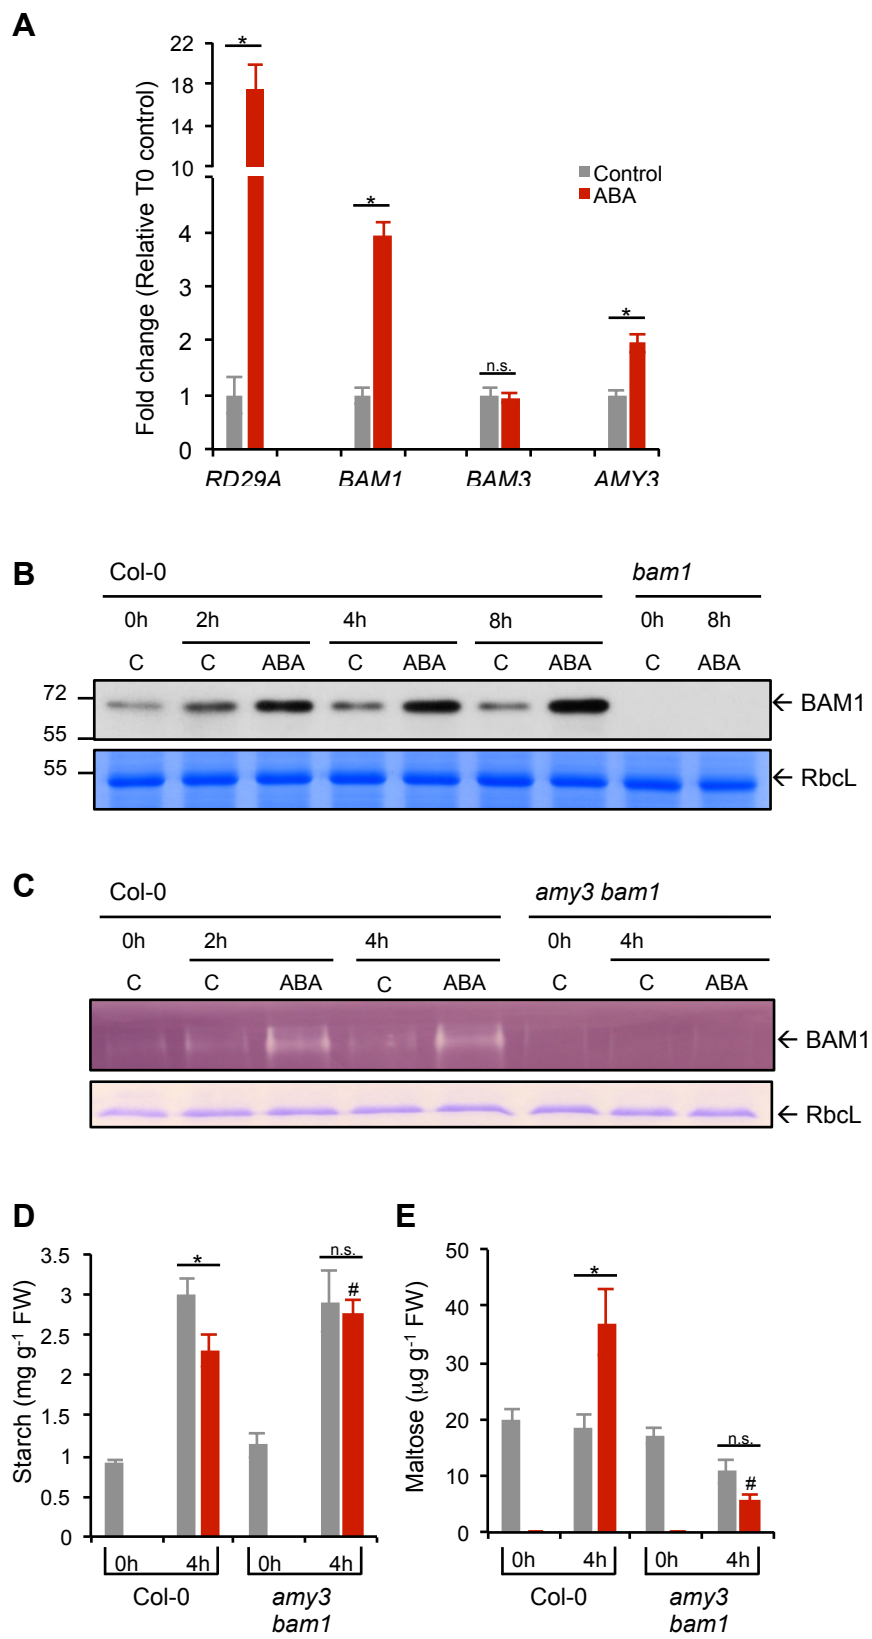 A
Fold change (Relative T0 control)
22
18
14
10
4
3
2
1
0
*
*
n.s.
*
Control
ABA
RD29A BAM1 BAM3 AMY3
B
Col-0 bam1
0h 2h 4h 8h 0h 8h
C C ABA C ABA C ABA C ABA
72
55
← BAM1
55
← RbcL
C
Col-0 amy3 bam1
0h 2h 4h 0h 4h
C C ABA C ABA C C ABA
← BAM1
← RbcL
D
Starch (mg g-1 FW)
3.5
3
2.5
2
1.5
1
0.5
0
*
n.s.
#
0h 4h 0h 4h
Col-0 amy3
bam1
E
Maltose (µg g-1 FW)
50
40
30
20
10
0
*
n.s.
#
0h 4h 0h 4h
Col-0 amy3
bam1